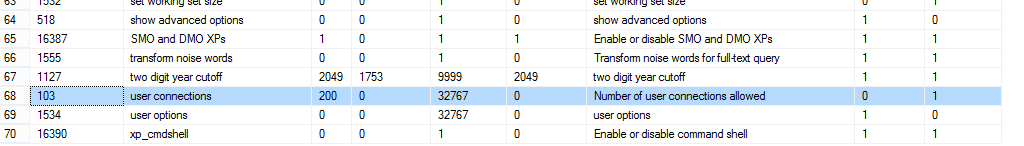 63 1532 set working set size 0 0 1 0 set working set size 0 1
64 518 show advanced options 0 0 1 0 show advanced options 1 0
65 16387 SMO and DMO XPs 1 0 1 1 Enable or disable SMO and DMO XPs 1 1
66 1555 transform noise words 0 0 1 0 Transform noise words for full-text query 1 1
67 1127 two digit year cutoff 2049 1753 9999 2049 two digit year cutoff 1 1
68 103 user connections 200 0 32767 0 Number of user connections allowed 0 1
69 1534 user options 0 0 32767 0 user options 1 0
70 16390 xp_cmdshell 0 0 1 0 Enable or disable command shell 1 1